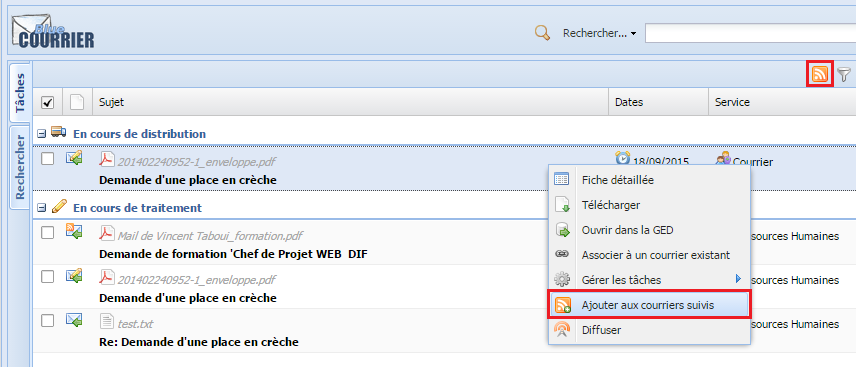 Blue
COURRIER
Rechercher...
Tâches
Rechercher
Sujet Dates Service
En cours de distribution
201402240952-1_enveloppe.pdf 18/09/2015 Courrier
Demande d'une place en crèche
En cours de traitement
Mail de Vincent Taboui_formation.pdf sources Humaines
Demande de formation 'Chef de Projet WEB DIF
201402240952-1_enveloppe.pdf sources Humaines
Demande d'une place en crèche
test.txt sources Humaines
Re: Demande d'une place en crèche
Fiche détaillée
Télécharger
Ouvrir dans la GED
Associer à un courrier existant
Gérer les tâches
Ajouter aux courriers suivis
Diffuser